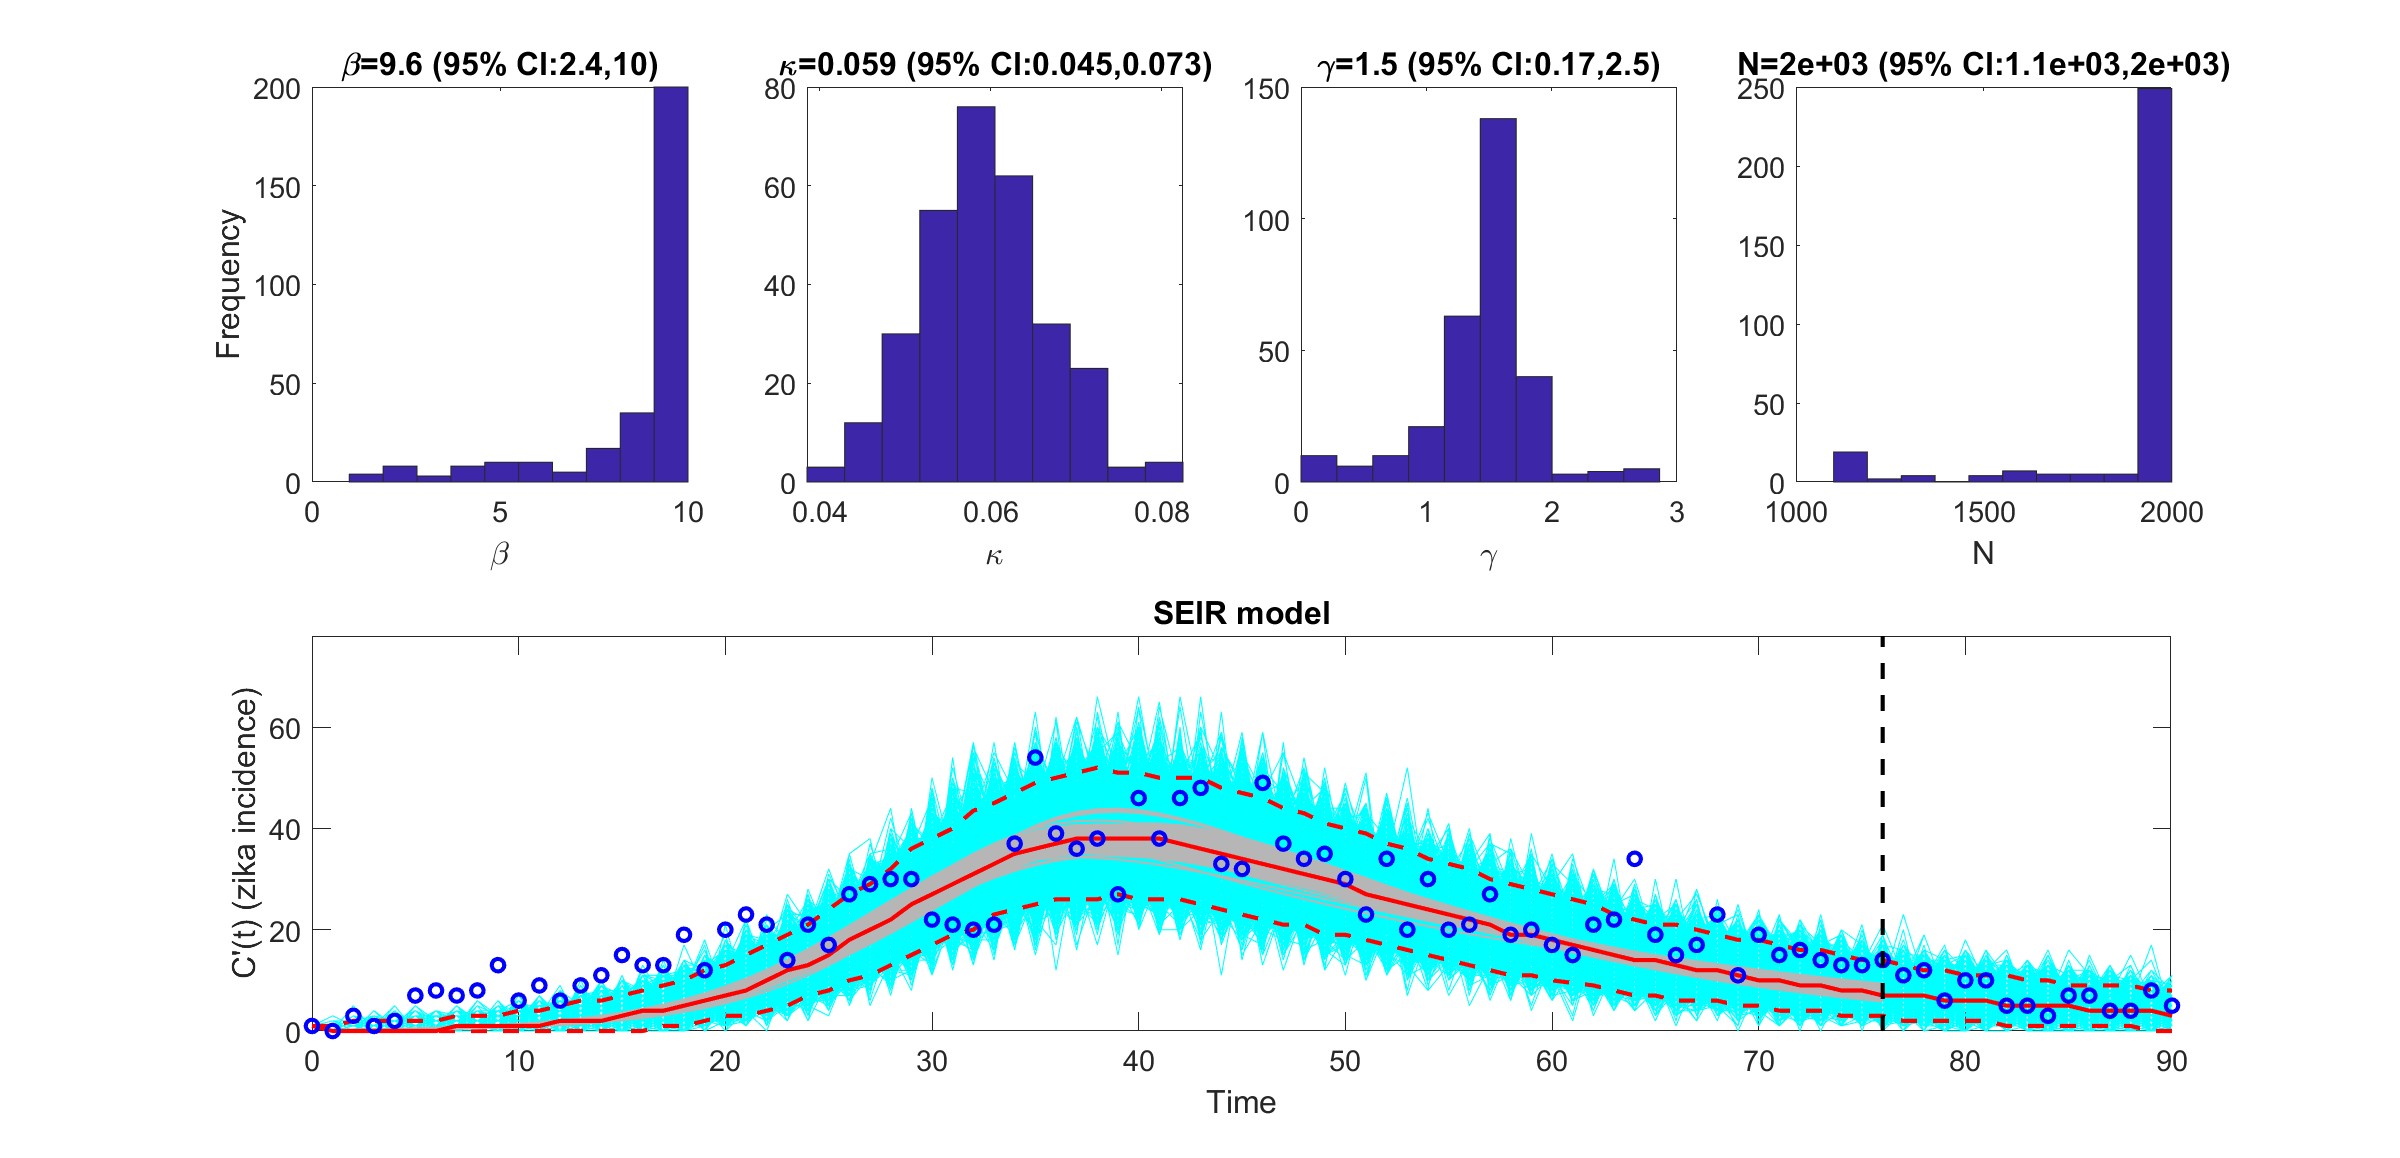 β=9.6 (95% CI:2.4,10)
κ=0.059 (95% CI:0.045,0.073)
γ=1.5 (95% CI:0.17,2.5)
N=2e+03 (95% CI:1.1e+03,2e+03)
Frequency
200
150
100
50
0
0 5 10
β
80
60
40
20
0
0.04 0.06 0.08
κ
150
100
50
0
0 1 2 3
γ
250
200
150
100
50
0
1000 1500 2000
N
SEIR model
C'(t) (zika incidence)
60
40
20
0
0 10 20 30 40 50 60 70 80 90
Time